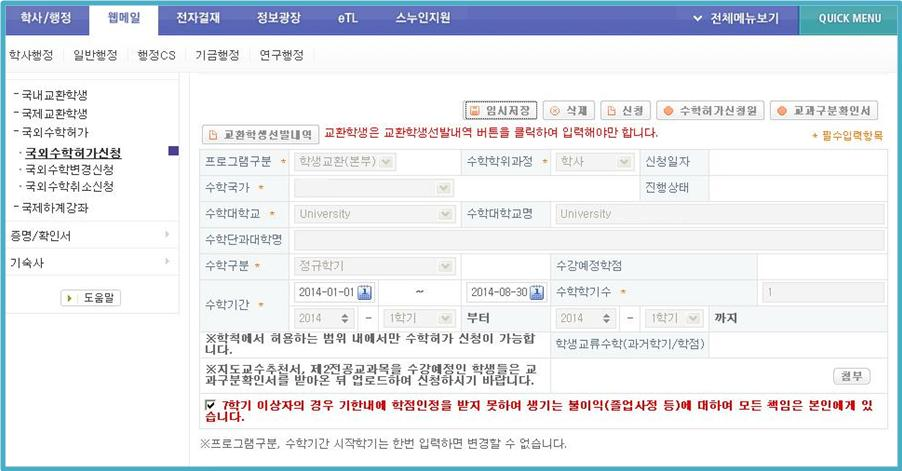 학사/행정 웹메일 전자결재 정보광장 eTL 스누인지원 전체메뉴보기 QUICK MENU
학사행정 일반행정 행정CS 기금행정 연구행정
- 국내교환학생
- 국제교환학생
- 국외수학허가
· 국외수학허가신청
· 국외수학변경신청
· 국외수학취소신청
- 국제하계강좌
증명/확인서
기숙사
도움말
임시저장 삭제 신청 수학허가신청원 교과구분확인서
교환학생선발내역 교환학생은 교환학생선발내역 버튼을 클릭하여 입력해야만 합니다. + 필수입력항목
프로그램구분 * 학생교환(본부) 수학학위과정 * 학사 신청일자
수학국가 * 진행상태
수학대학교 * University 수학대학교명 University
수학단과대학명
수학구분 * 정규학기 수강예정학점
수학기간 * 2014-01-01 ~ 2014-08-30 수학학기수 * 1
2014 - 1학기 부터 2014 - 1학기 까지
※학칙에서 허용하는 범위 내에서만 수학허가 신청이 가능합
니다.
학생교류수학(과거학기/학점)
※지도교수추천서, 제2전공교과목을 수강예정인 학생들은 교
과구분확인서를 받아온 뒤 업로드하여 신청하시기 바랍니다.
첨부
7학기 이상자의 경우 기한내에 학점인정을 받지 못하여 생기는 불이익(졸업사정 등)에 대하여 모든 책임은 본인에게 있
습니다.
※프로그램구분, 수학기간 시작학기는 한번 입력하면 변경할 수 없습니다.